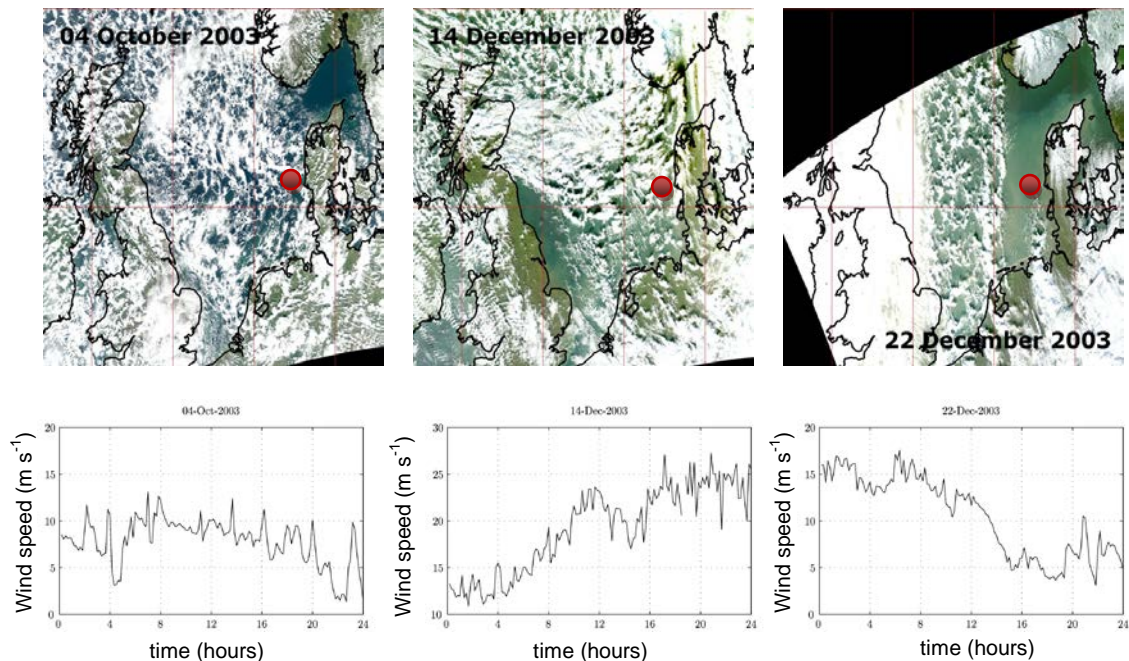 04 October 2003
14 December 2003
22 December 2003
04-Oct-2003
14-Dec-2003
22-Dec-2003
Wind speed (m s⁻¹)
20
15
10
5
0
0 4 8 12 16 20 24
time (hours)
Wind speed (m s⁻¹)
30
25
20
15
10
0 4 8 12 16 20 24
time (hours)
Wind speed (m s⁻¹)
20
15
10
5
0
0 4 8 12 16 20 24
time (hours)